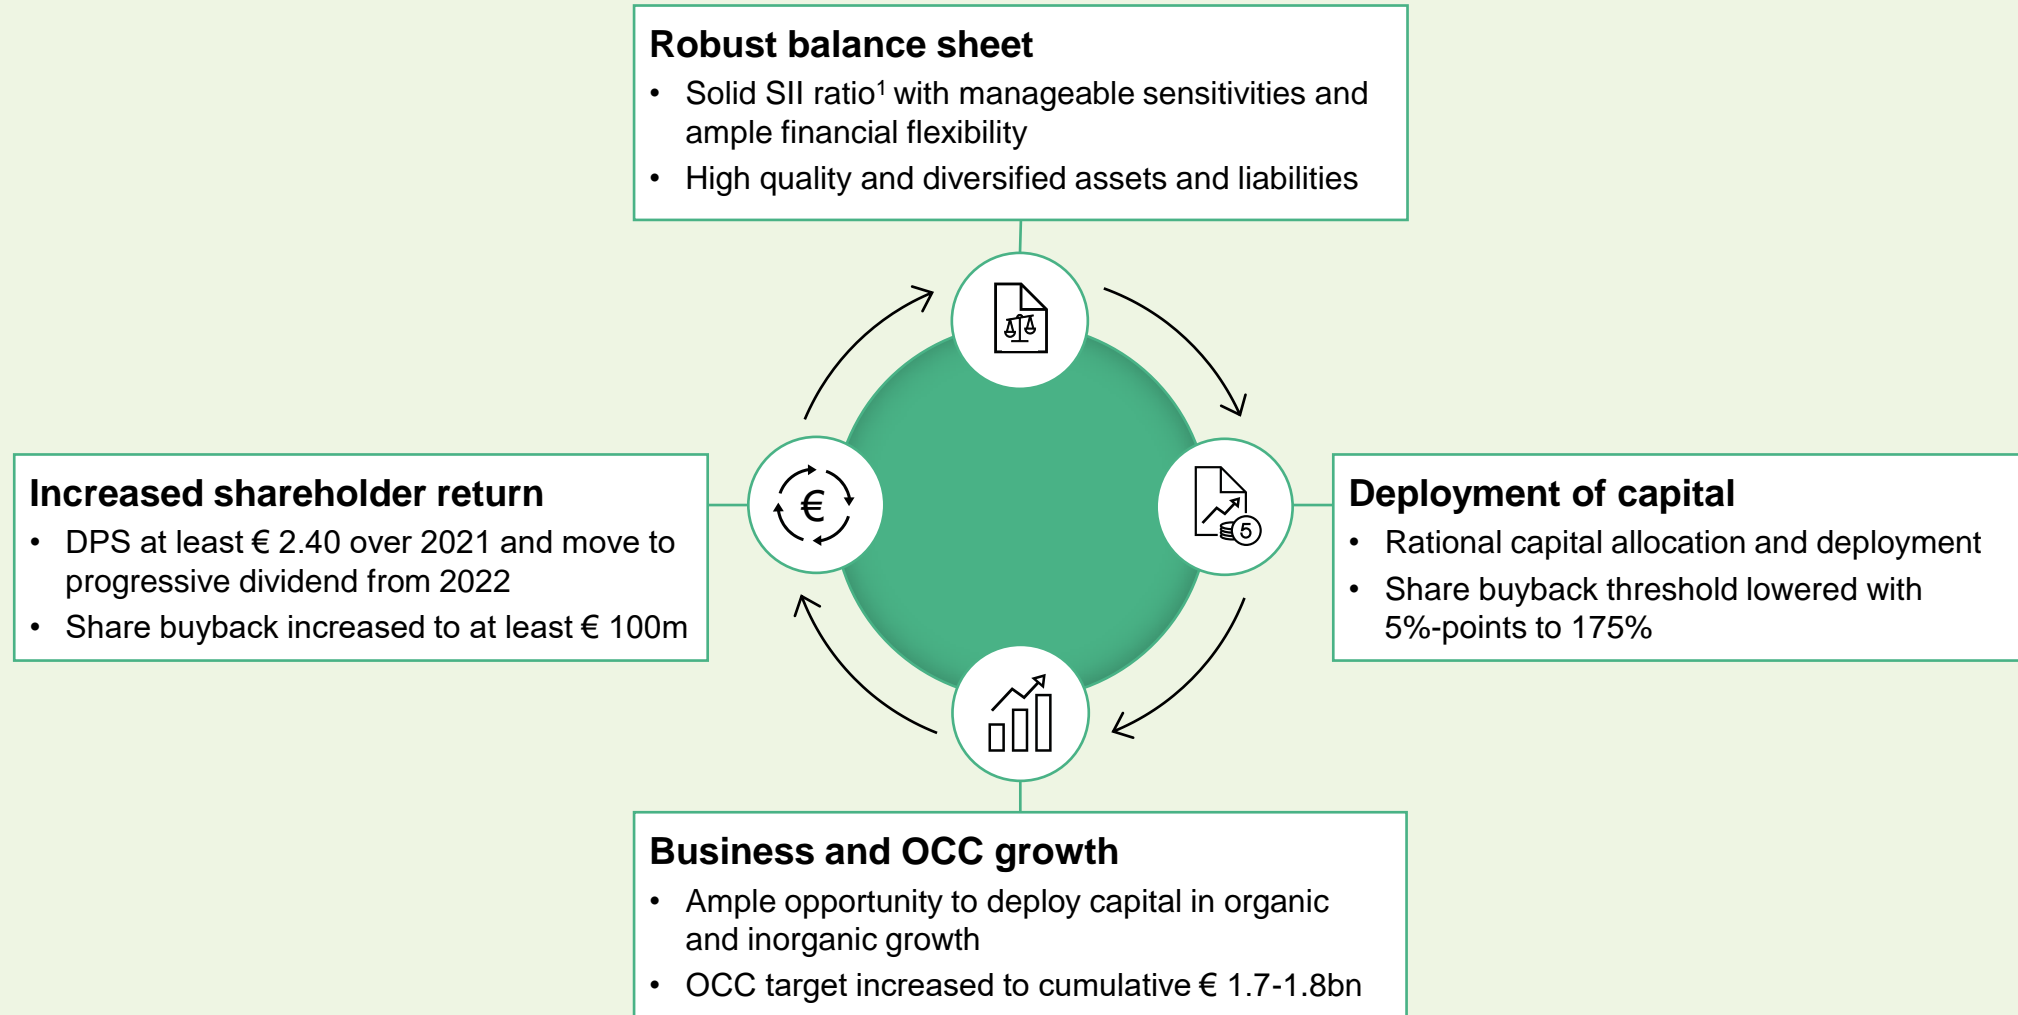 Robust balance sheet
• Solid SII ratio¹ with manageable sensitivities and
ample financial flexibility
• High quality and diversified assets and liabilities
Increased shareholder return
• DPS at least € 2.40 over 2021 and move to
progressive dividend from 2022
• Share buyback increased to at least € 100m
€
5
Deployment of capital
• Rational capital allocation and deployment
• Share buyback threshold lowered with
5%-points to 175%
Business and OCC growth
• Ample opportunity to deploy capital in organic
and inorganic growth
• OCC target increased to cumulative € 1.7-1.8bn